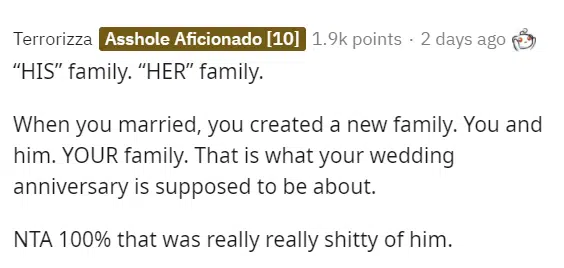 Terrorizza Asshole Aficionado [10] 1.9k points · 2 days ago
“HIS” family. “HER” family.
When you married, you created a new family. You and
him. YOUR family. That is what your wedding
anniversary is supposed to be about.
NTA 100% that was really really shitty of him.